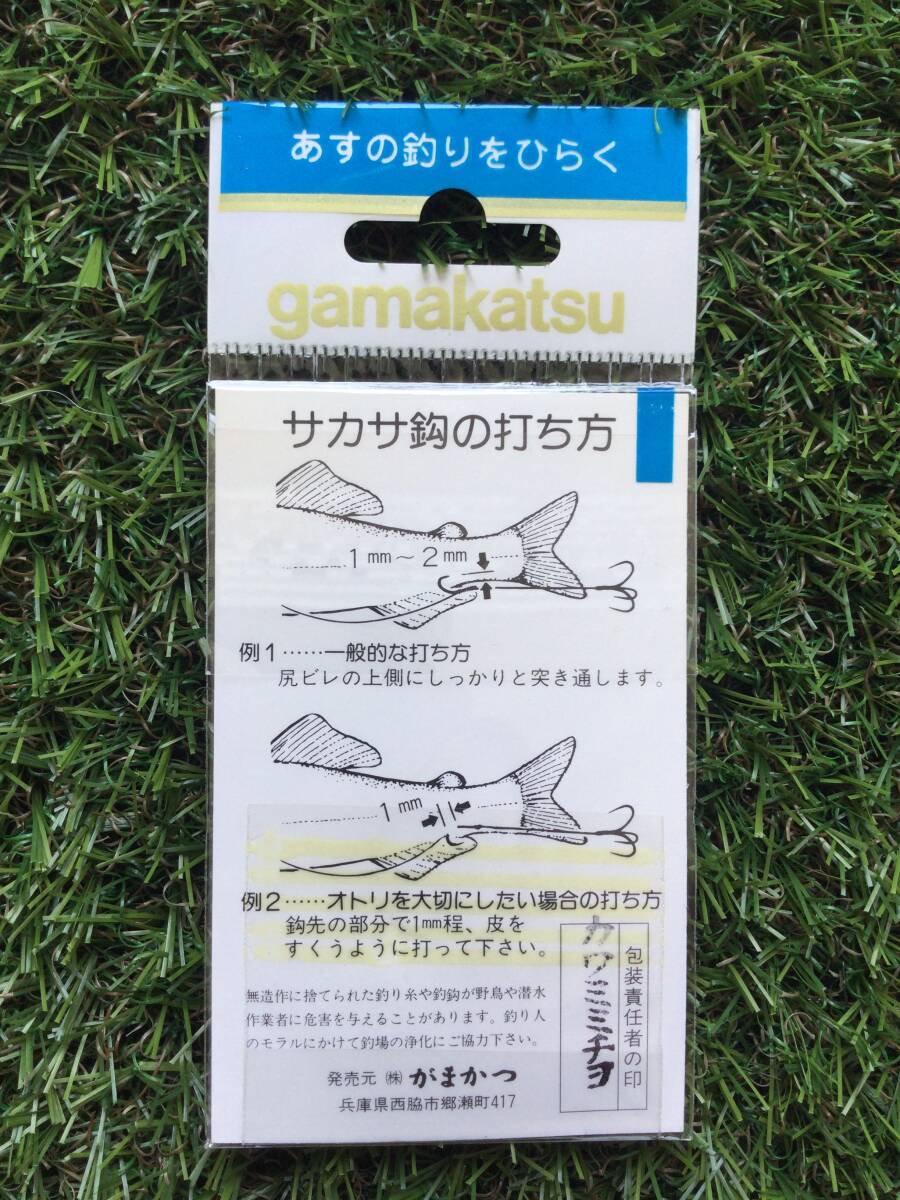 あすの釣りをひらく
gamakatsu
サカサ鈎の打ち方
1mm〜2mm
例1……一般的な打ち方
尻ビレの上側にしっかりと突き通します。
1mm
例2……オトリを大切にしたい場合の打ち方
鈎先の部分で1mm程、皮を
すくうように打って下さい。
包装責任者の印
カワミミチヨ
無造作に捨てられた釣り糸や釣鈎が野鳥や潜水
作業者に危害を与えることがあります。釣り人
のモラルにかけて釣場の浄化にご協力下さい。
発売元 ㈱ がまかつ
兵庫県西脇市郷瀬町417